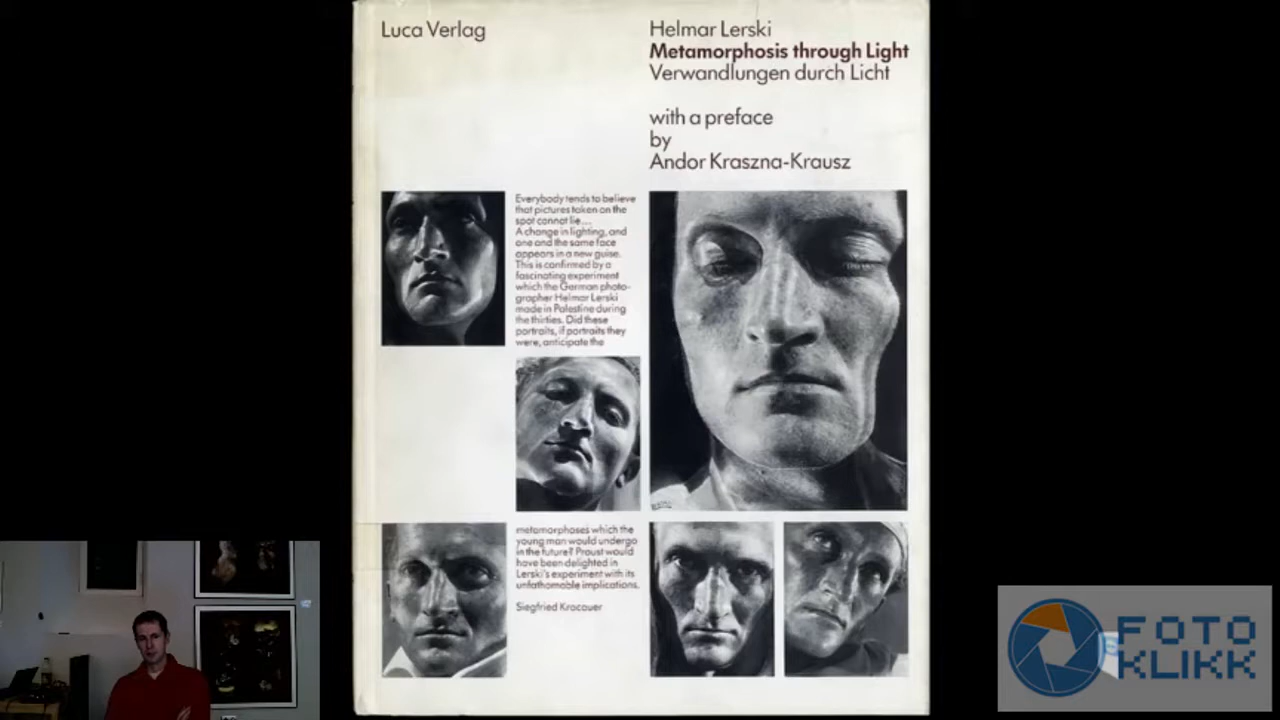 Luca Verlag
Helmar Lerski
Metamorphosis through Light
Verwandlungen durch Licht
with a preface
by
Andor Kraszna-Krausz
Everybody tends to believe
that pictures taken on the
spot cannot lie...
A change in lighting, and
one and the same face
appears in a new guise.
This is confirmed by a
fascinating experiment
which the German photo-
grapher Helmar Lerski
made in Palestine during
the thirties. Did these
portraits, if portraits they
were, anticipate the
metamorphoses which the
young man would undergo
in the future? Proust would
have been delighted in
Lerski's experiment with its
unfathomable implications.
Siegfried Kracauer
FOTO
KLIKK